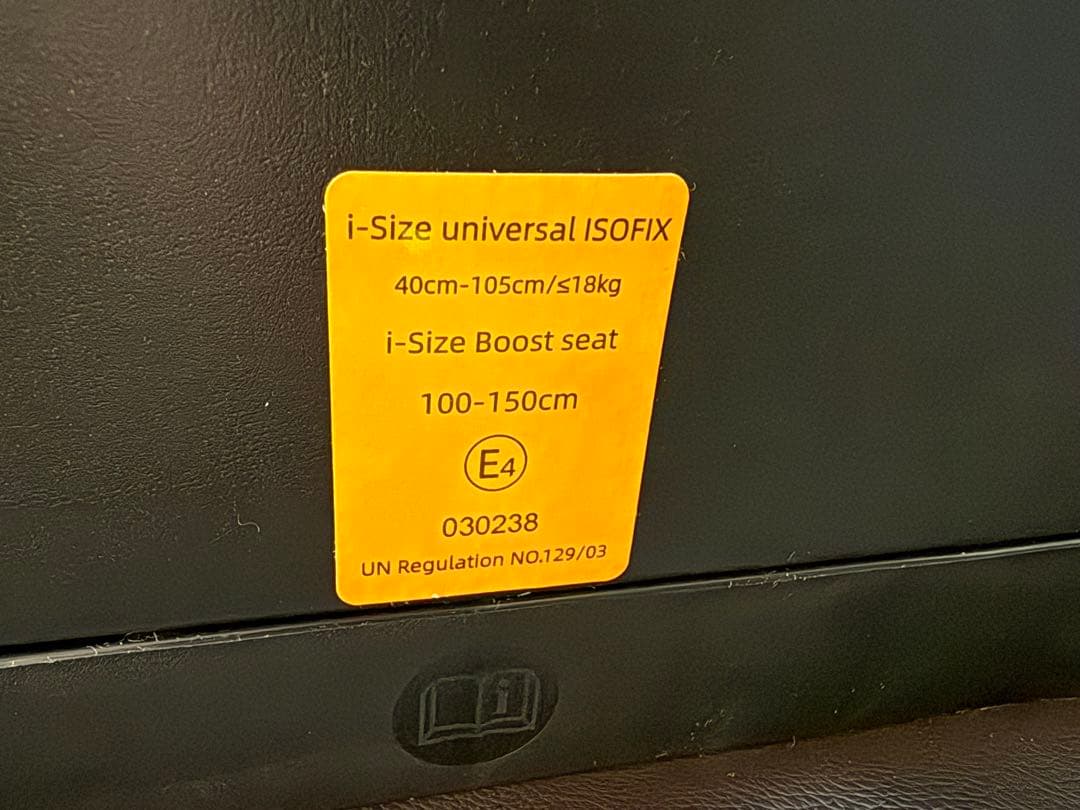 i-Size universal ISOFIX
40cm-105cm/≤18kg
i-Size Boost seat
100-150cm
E4
030238
UN Regulation NO.129/03
i